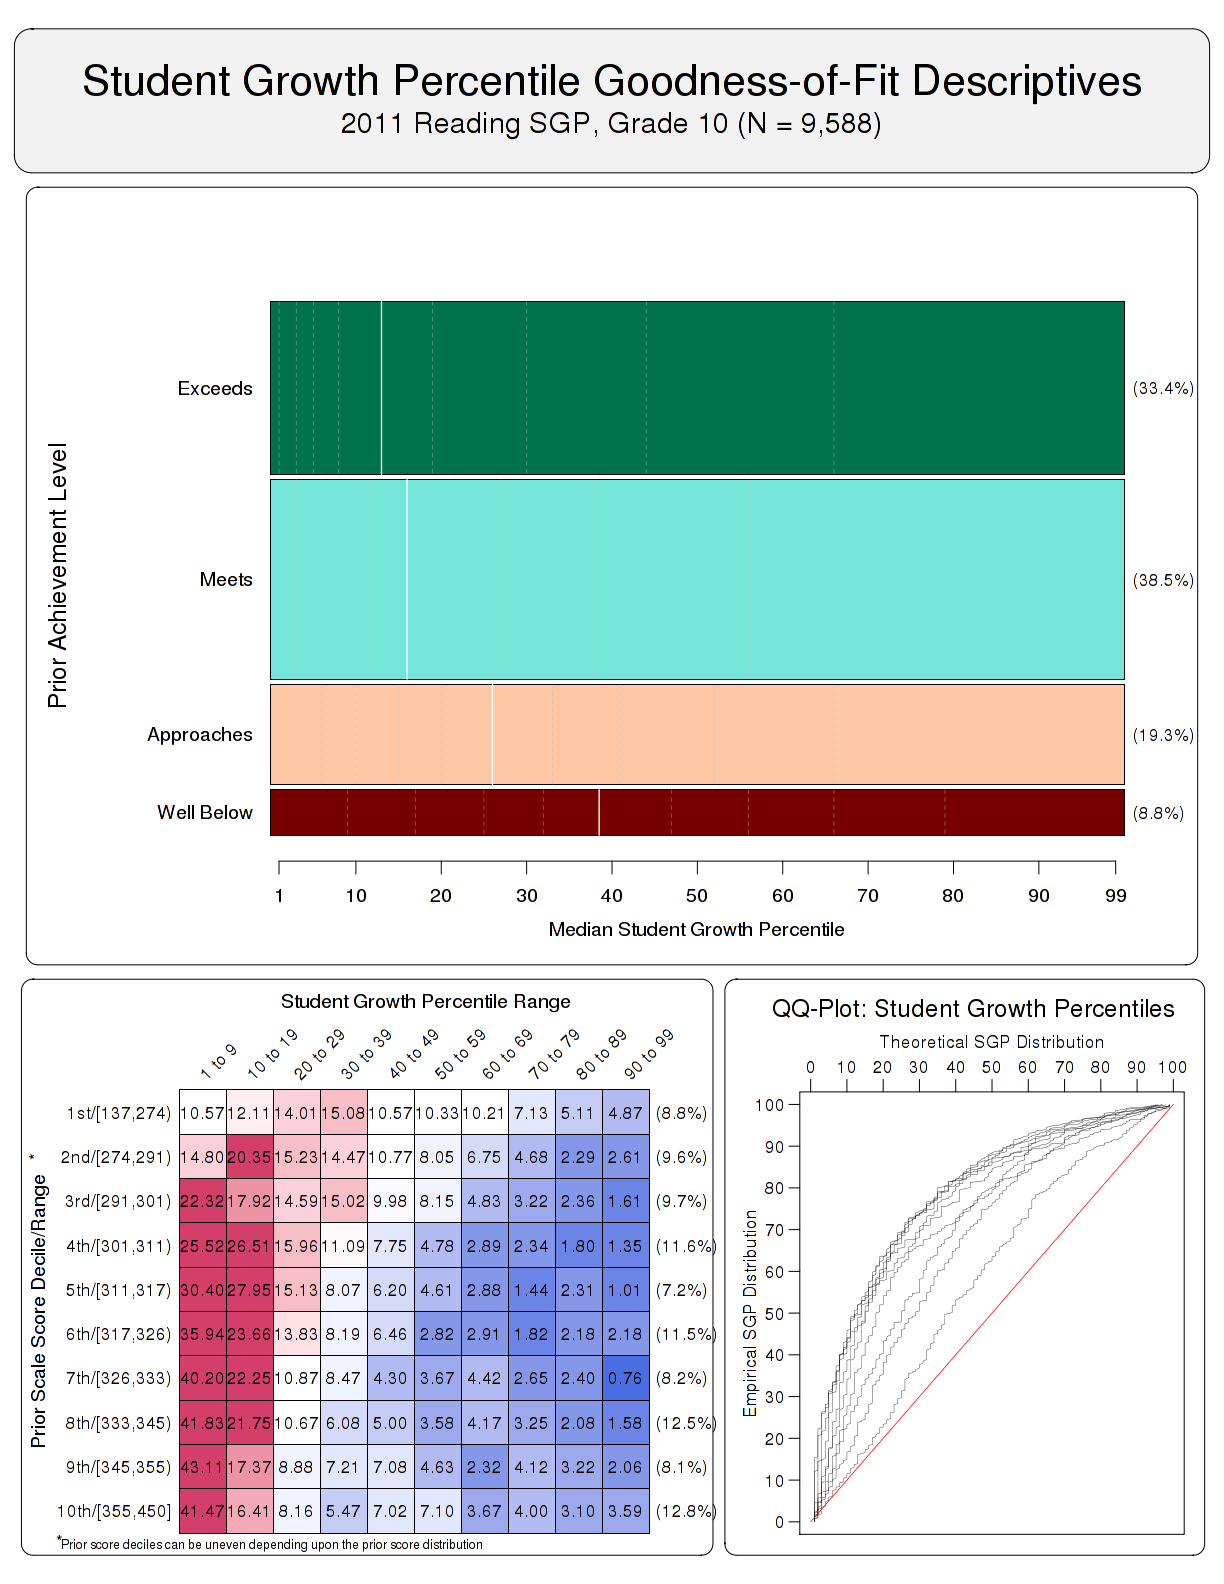 Student Growth Percentile Goodness-of-Fit Descriptives
2011 Reading SGP, Grade 10 (N = 9,588)
Prior Achievement Level
Exceeds (33.4%)
Meets (38.5%)
Approaches (19.3%)
Well Below (8.8%)
1 10 20 30 40 50 60 70 80 90 99
Median Student Growth Percentile
Student Growth Percentile Range
1 to 9 10 to 19 20 to 29 30 to 39 40 to 49 50 to 59 60 to 69 70 to 79 80 to 89 90 to 99
Prior Scale Score Decile/Range *
1st/[137,274) 10.57 12.11 14.01 15.08 10.57 10.33 10.21 7.13 5.11 4.87 (8.8%)
2nd/[274,291) 14.80 20.35 15.23 14.47 10.77 8.05 6.75 4.68 2.29 2.61 (9.6%)
3rd/[291,301) 22.32 17.92 14.59 15.02 9.98 8.15 4.83 3.22 2.36 1.61 (9.7%)
4th/[301,311) 25.52 26.51 15.96 11.09 7.75 4.78 2.89 2.34 1.80 1.35 (11.6%)
5th/[311,317) 30.40 27.95 15.13 8.07 6.20 4.61 2.88 1.44 2.31 1.01 (7.2%)
6th/[317,326) 35.94 23.66 13.83 8.19 6.46 2.82 2.91 1.82 2.18 2.18 (11.5%)
7th/[326,333) 40.20 22.25 10.87 8.47 4.30 3.67 4.42 2.65 2.40 0.76 (8.2%)
8th/[333,345) 41.83 21.75 10.67 6.08 5.00 3.58 4.17 3.25 2.08 1.58 (12.5%)
9th/[345,355) 43.11 17.37 8.88 7.21 7.08 4.63 2.32 4.12 3.22 2.06 (8.1%)
10th/[355,450] 41.47 16.41 8.16 5.47 7.02 7.10 3.67 4.00 3.10 3.59 (12.8%)
*Prior score deciles can be uneven depending upon the prior score distribution
QQ-Plot: Student Growth Percentiles
Theoretical SGP Distribution
0 10 20 30 40 50 60 70 80 90 100
Empirical SGP Distribution
100
90
80
70
60
50
40
30
20
10
0